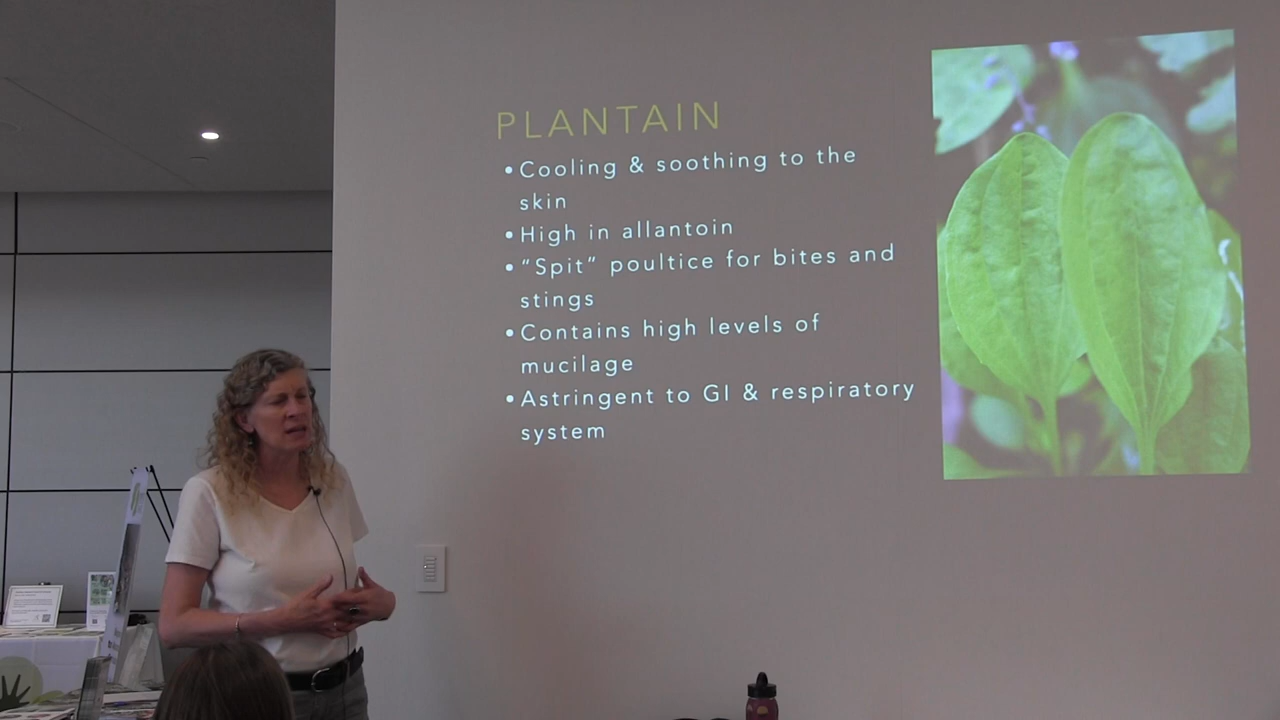 PLANTAIN
•Cooling & soothing to the
skin
•High in allantoin
•“Spit” poultice for bites and
stings
•Contains high levels of
mucilage
•Astringent to GI & respiratory
system